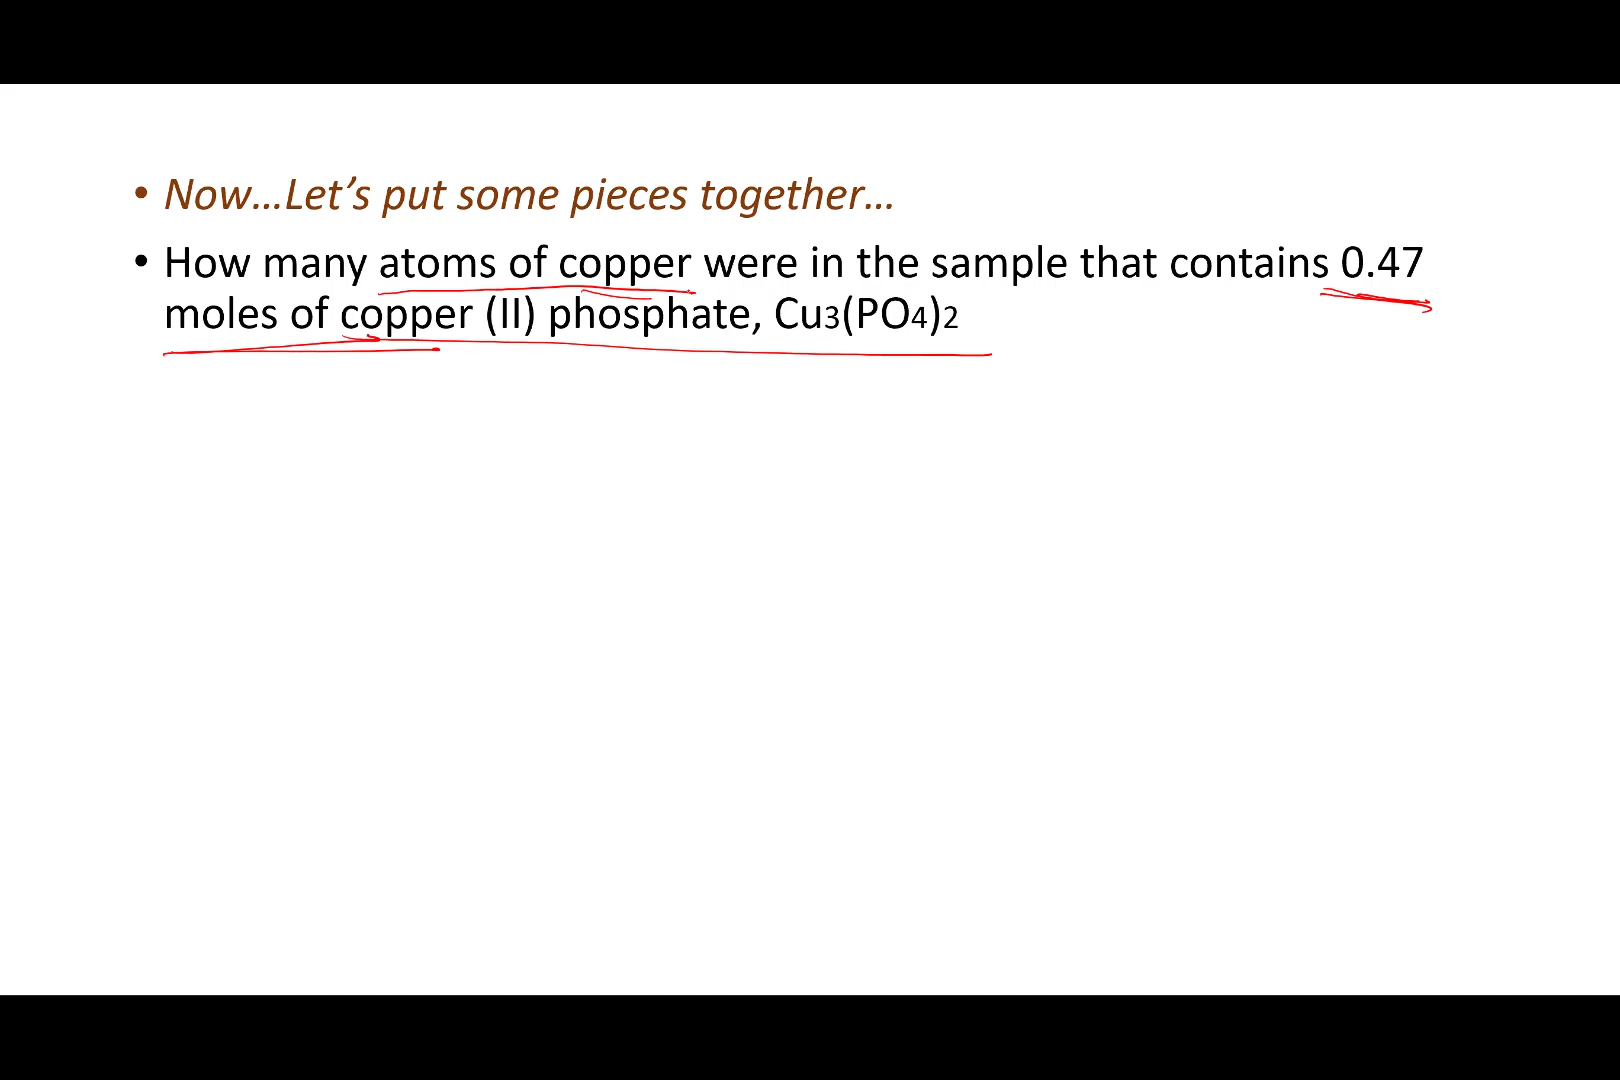 • Now...Let’s put some pieces together...
• How many atoms of copper were in the sample that contains 0.47
moles of copper (II) phosphate, Cu3(PO4)2